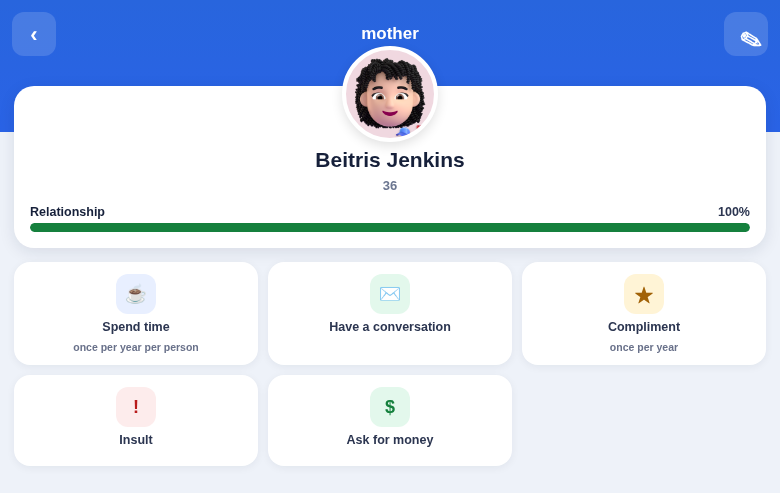 mother
Beitris Jenkins
36
Relationship
100%
Spend time
once per year per person
Have a conversation
Compliment
once per year
!
Insult
$
Ask for money